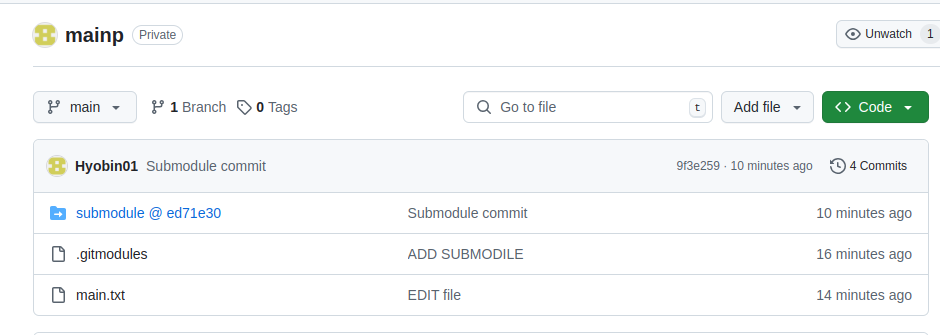 mainp Private Unwatch 1
main 1 Branch 0 Tags Go to file t Add file Code
Hyobin01 Submodule commit 9f3e259 · 10 minutes ago 4 Commits
submodule @ ed71e30 Submodule commit 10 minutes ago
.gitmodules ADD SUBMODILE 16 minutes ago
main.txt EDIT file 14 minutes ago